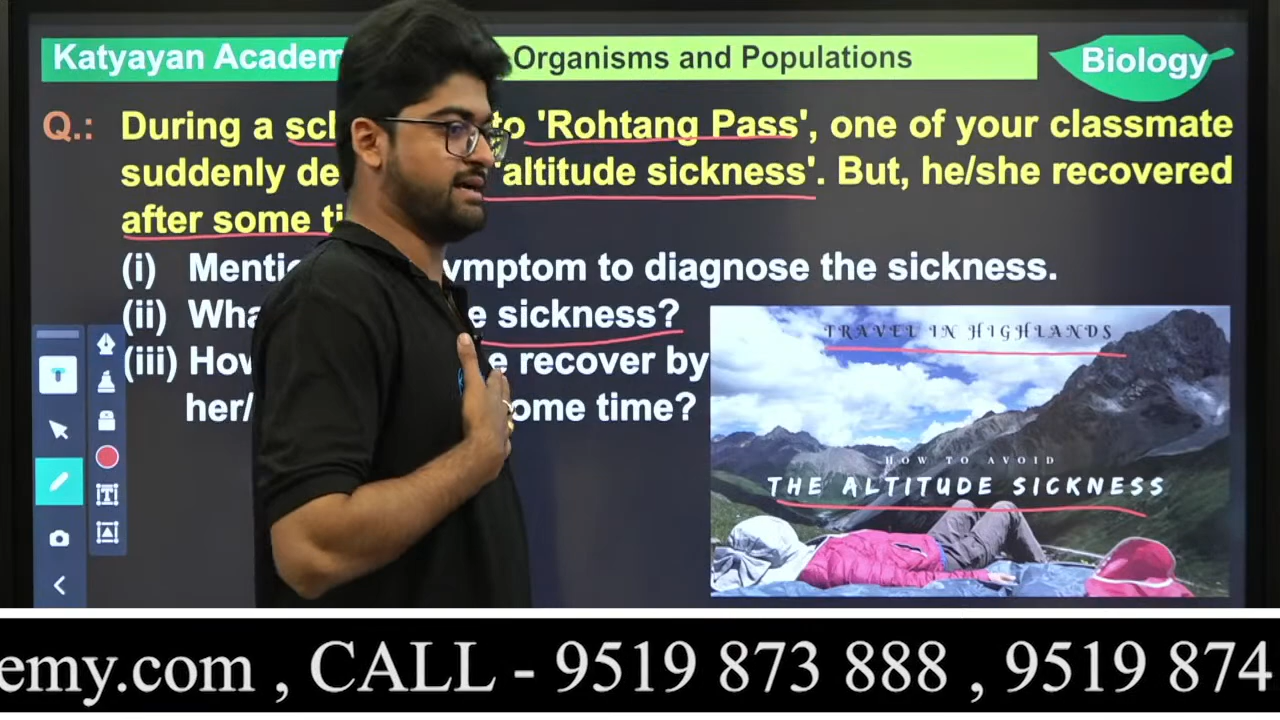 Katyayan Academ Organisms and Populations Biology
Q.: During a sch to 'Rohtang Pass', one of your classmate
suddenly de 'altitude sickness'. But, he/she recovered
after some ti
(i) Mentio ymptom to diagnose the sickness.
(ii) Wha e sickness?
(iii) How e recover by
her/ ome time?
TRAVEL IN HIGHLANDS
HOW TO AVOID
THE ALTITUDE SICKNESS
emy.com , CALL - 9519 873 888 , 9519 874